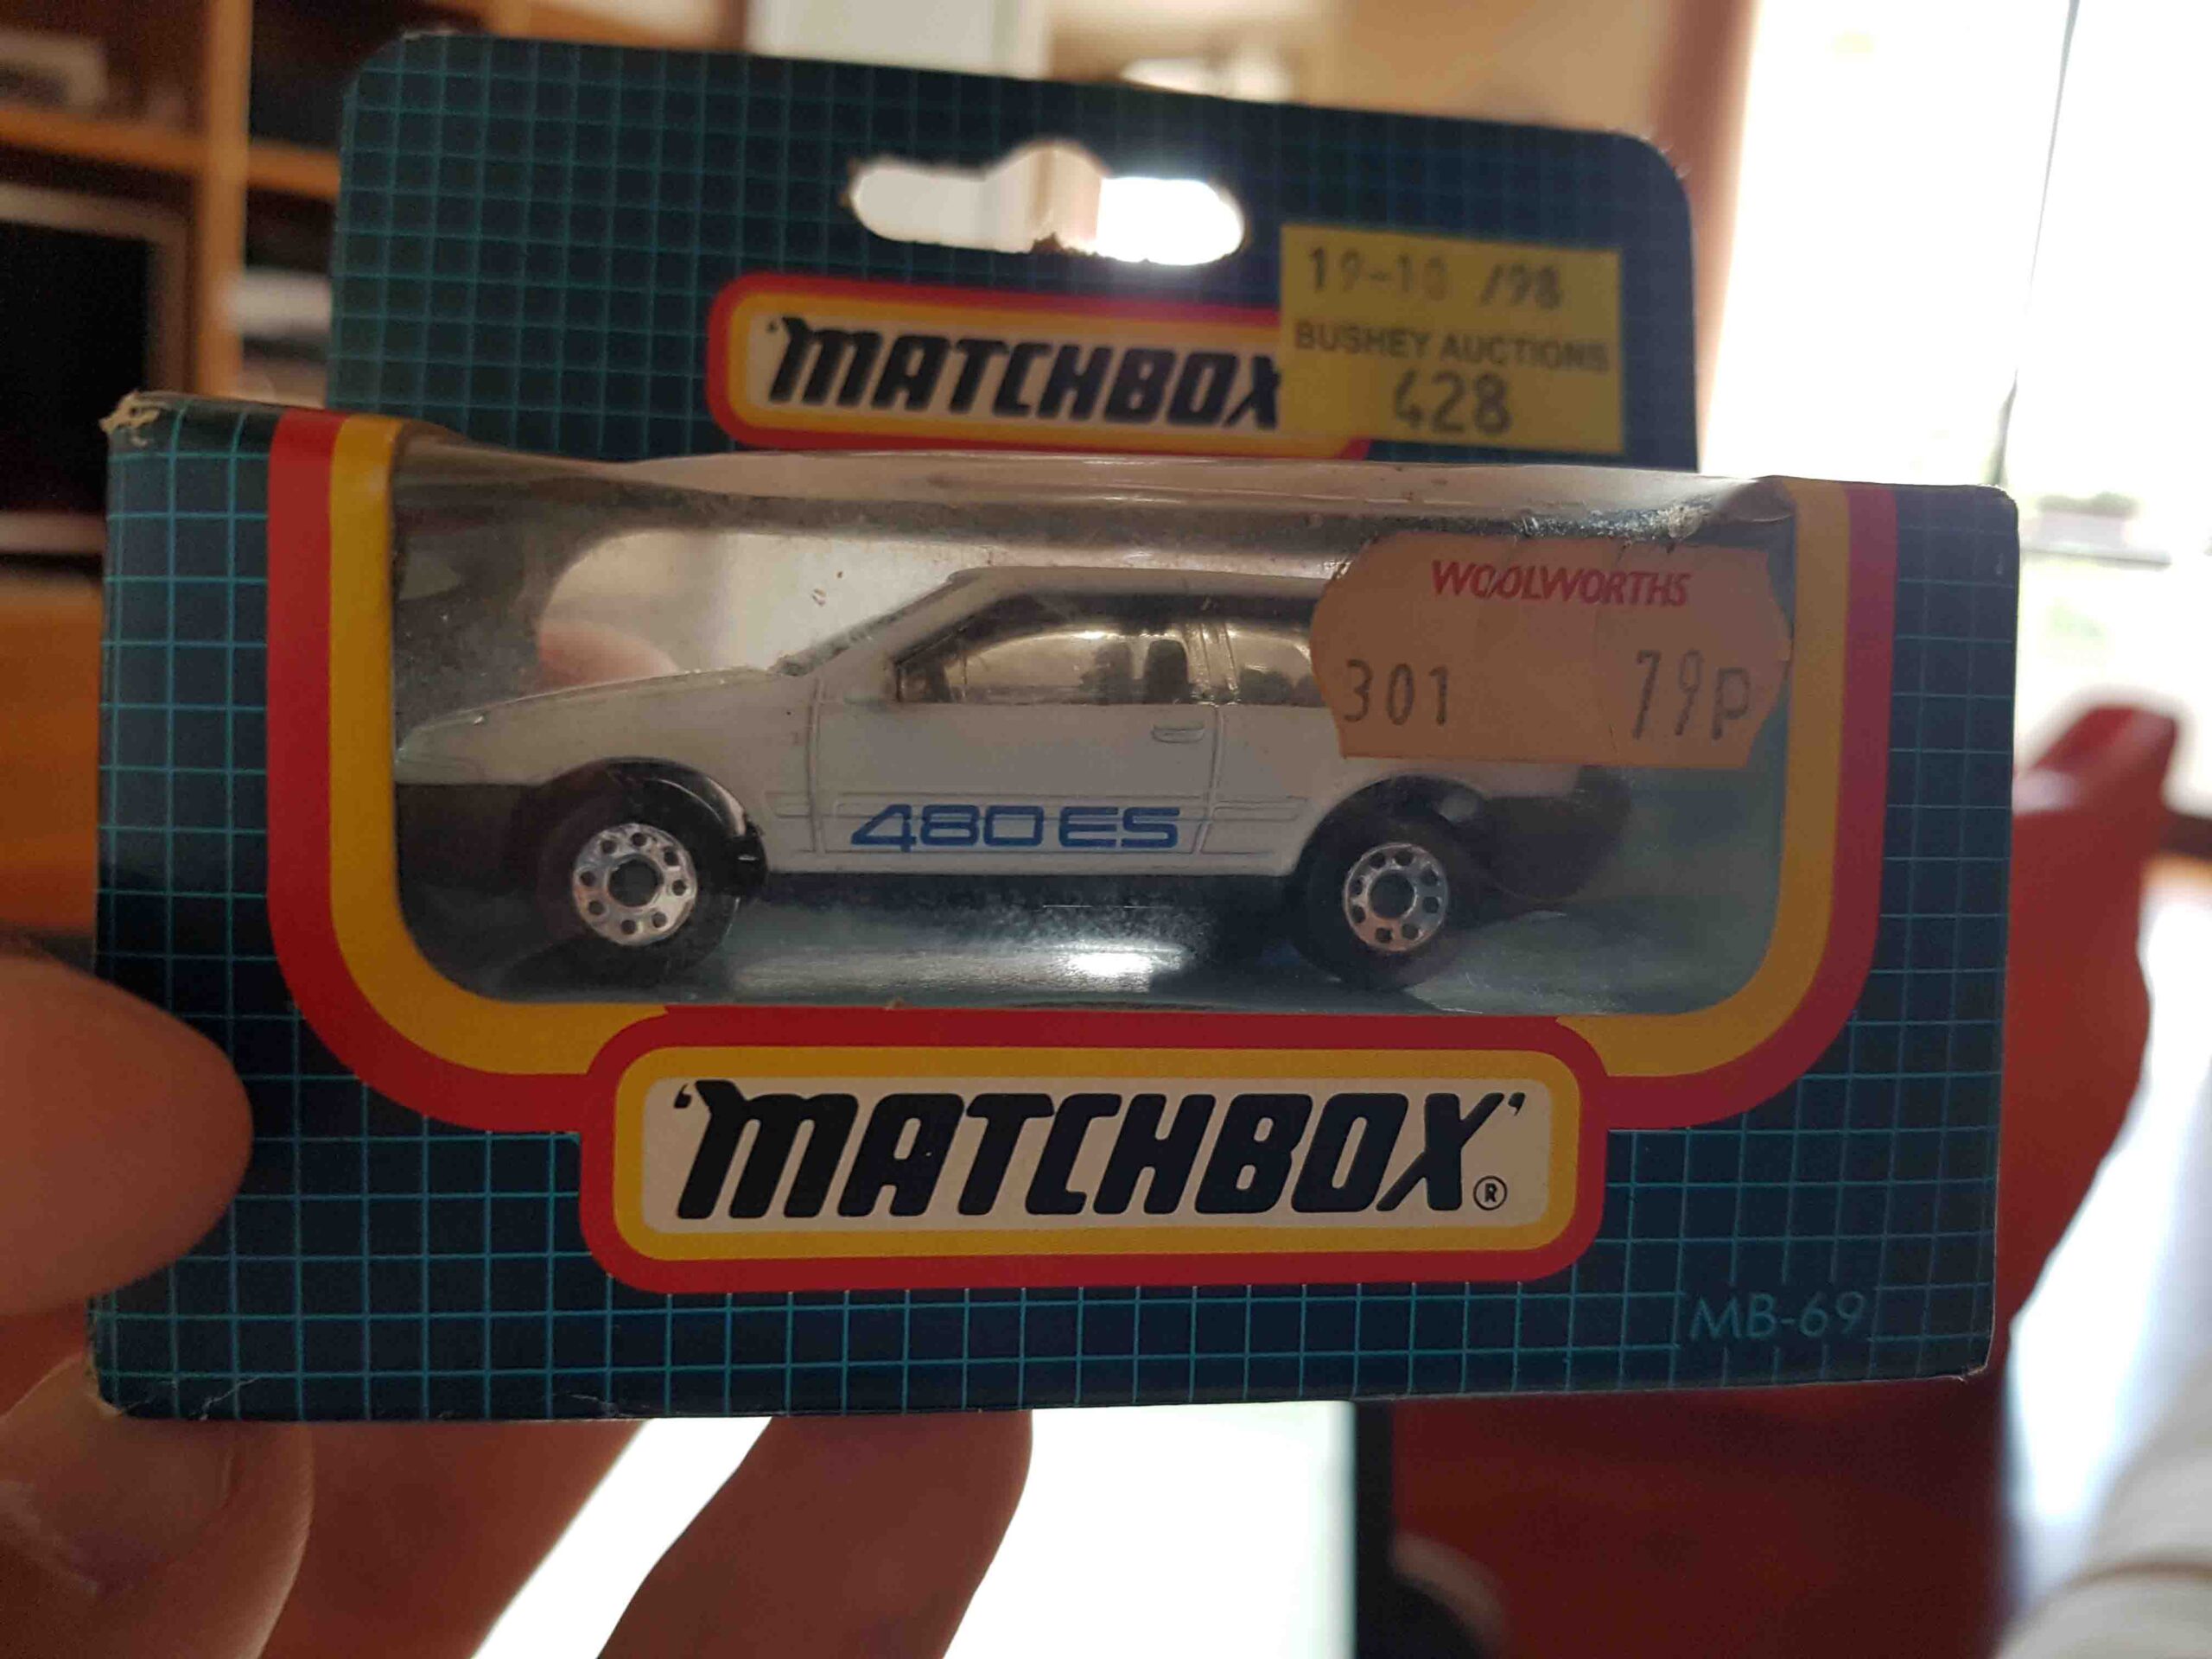 19-10 /98
BUSHEY AUCTIONS
428
'MATCHBOX
WOOLWORTHS
301 79P
480 ES
'MATCHBOX'®
MB-69